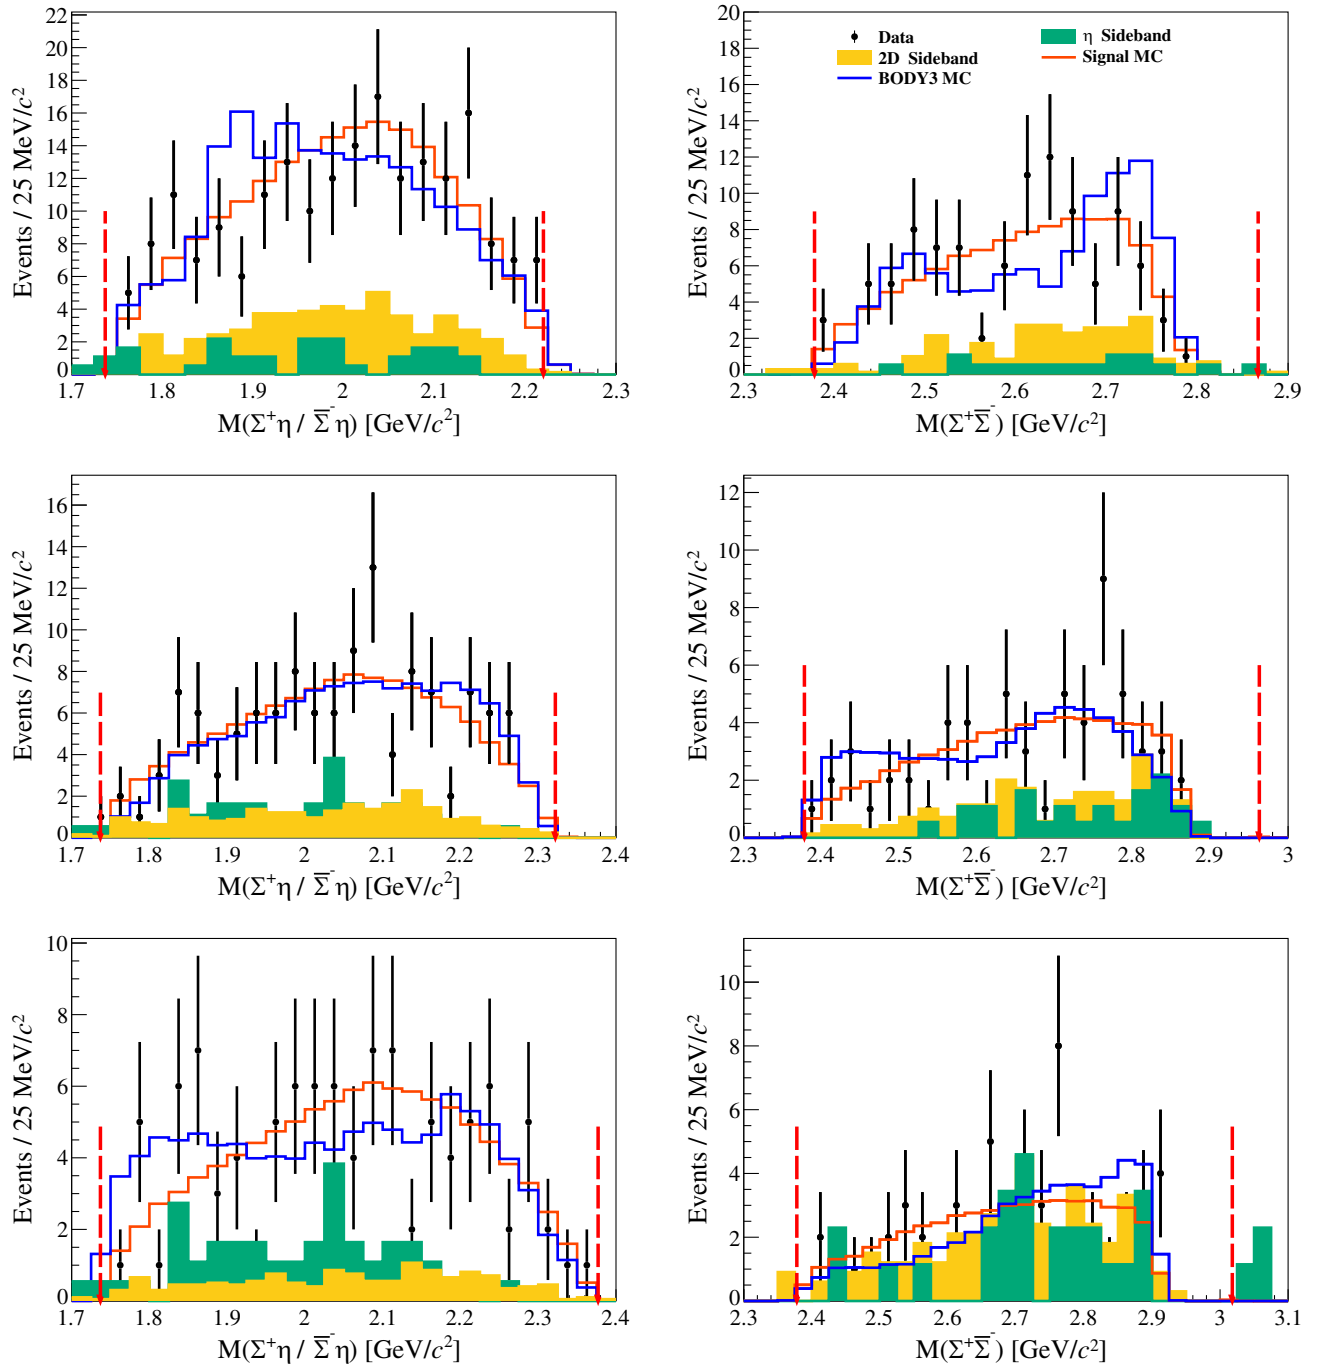 Events / 25 MeV/c²
22
20
18
16
14
12
10
8
6
4
2
0
1.7 1.8 1.9 2 2.1 2.2 2.3
M(Σ⁺η / Σ̅⁻η) [GeV/c²]
Events / 25 MeV/c²
20
18
16
14
12
10
8
6
4
2
0
Data
η Sideband
2D Sideband
Signal MC
BODY3 MC
2.3 2.4 2.5 2.6 2.7 2.8 2.9
M(Σ⁺Σ̅⁻) [GeV/c²]
Events / 25 MeV/c²
16
14
12
10
8
6
4
2
0
1.7 1.8 1.9 2 2.1 2.2 2.3 2.4
M(Σ⁺η / Σ̅⁻η) [GeV/c²]
Events / 25 MeV/c²
12
10
8
6
4
2
0
2.3 2.4 2.5 2.6 2.7 2.8 2.9 3
M(Σ⁺Σ̅⁻) [GeV/c²]
Events / 25 MeV/c²
10
8
6
4
2
0
1.7 1.8 1.9 2 2.1 2.2 2.3 2.4
M(Σ⁺η / Σ̅⁻η) [GeV/c²]
Events / 25 MeV/c²
10
8
6
4
2
0
2.3 2.4 2.5 2.6 2.7 2.8 2.9 3 3.1
M(Σ⁺Σ̅⁻) [GeV/c²]